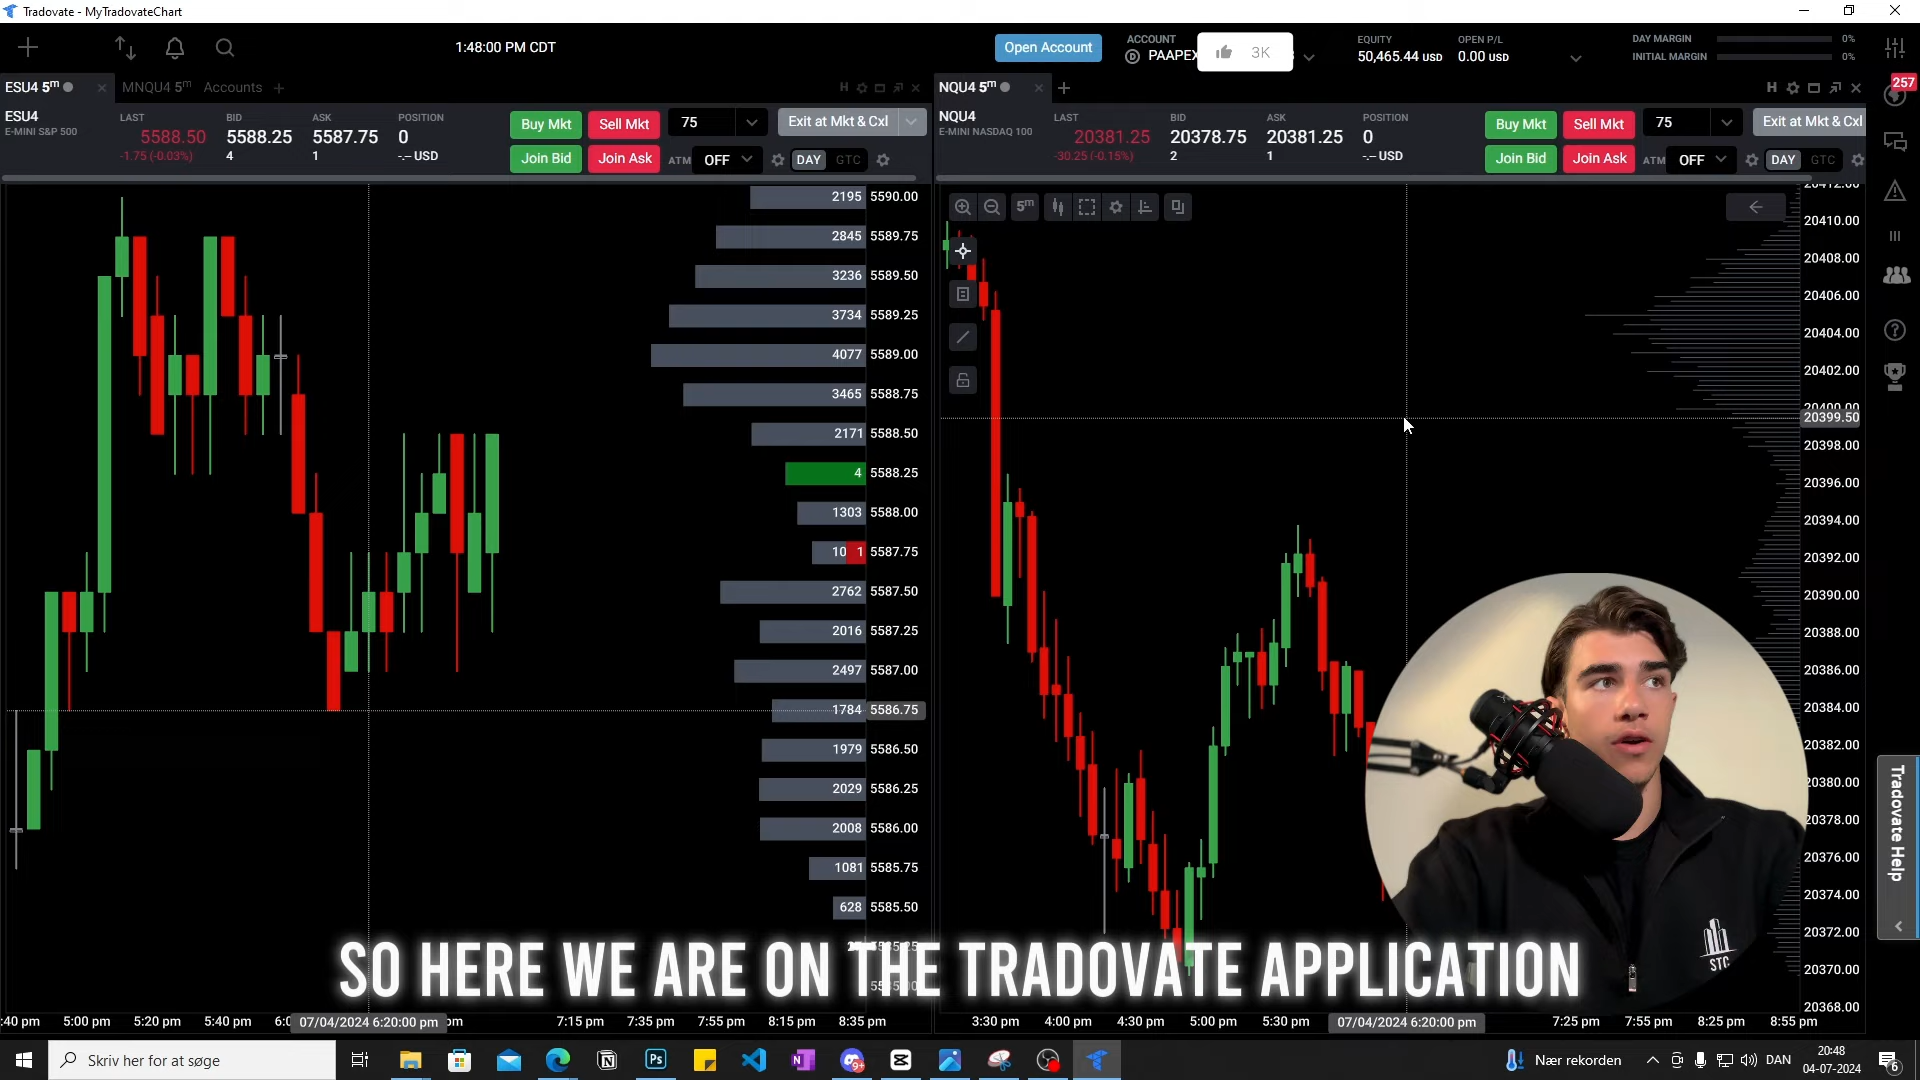 Tradovate - MyTradovateChart
1:48:00 PM CDT
Open Account
ACCOUNT
PAAPEX
3K
EQUITY
50,465.44 USD
OPEN P/L
0.00 USD
DAY MARGIN
0%
INITIAL MARGIN
0%
ESU4 5m
MNQU4 5m
Accounts
H
NQU4 5m
H
257
ESU4
E-MINI S&P 500
LAST
5588.50
-1.75 (-0.03%)
BID
5588.25
4
ASK
5587.75
1
POSITION
0
-.-- USD
Buy Mkt
Sell Mkt
75
Exit at Mkt & Cxl
Join Bid
Join Ask
ATM
OFF
DAY
GTC
NQU4
E-MINI NASDAQ 100
LAST
20381.25
-30.25 (-0.15%)
BID
20378.75
2
ASK
20381.25
1
POSITION
0
-.-- USD
Buy Mkt
Sell Mkt
75
Exit at Mkt & Cxl
Join Bid
Join Ask
ATM
OFF
DAY
GTC
2195 5590.00
2845 5589.75
3236 5589.50
3734 5589.25
4077 5589.00
3465 5588.75
2171 5588.50
4 5588.25
1303 5588.00
10 1 5587.75
2762 5587.50
2016 5587.25
2497 5587.00
1784 5586.75
1979 5586.50
2029 5586.25
2008 5586.00
1081 5585.75
628 5585.50
5m
20412.00
20410.00
20408.00
20406.00
20404.00
20402.00
20400.00
20399.50
20398.00
20396.00
20394.00
20392.00
20390.00
20388.00
20386.00
20384.00
20382.00
20380.00
20378.00
20376.00
20374.00
20372.00
20370.00
20368.00
Tradovate Help
STC
SO HERE WE ARE ON THE TRADOVATE APPLICATION
:40 pm 5:00 pm 5:20 pm 5:40 pm 6:0 07/04/2024 6:20:00 pm pm 7:15 pm 7:35 pm 7:55 pm 8:15 pm 8:35 pm
3:30 pm 4:00 pm 4:30 pm 5:00 pm 5:30 pm 07/04/2024 6:20:00 pm 7:25 pm 7:55 pm 8:25 pm 8:55 pm
Skriv her for at søge
Ps
9+
Nær rekorden
DAN
20:48
04-07-2024
6